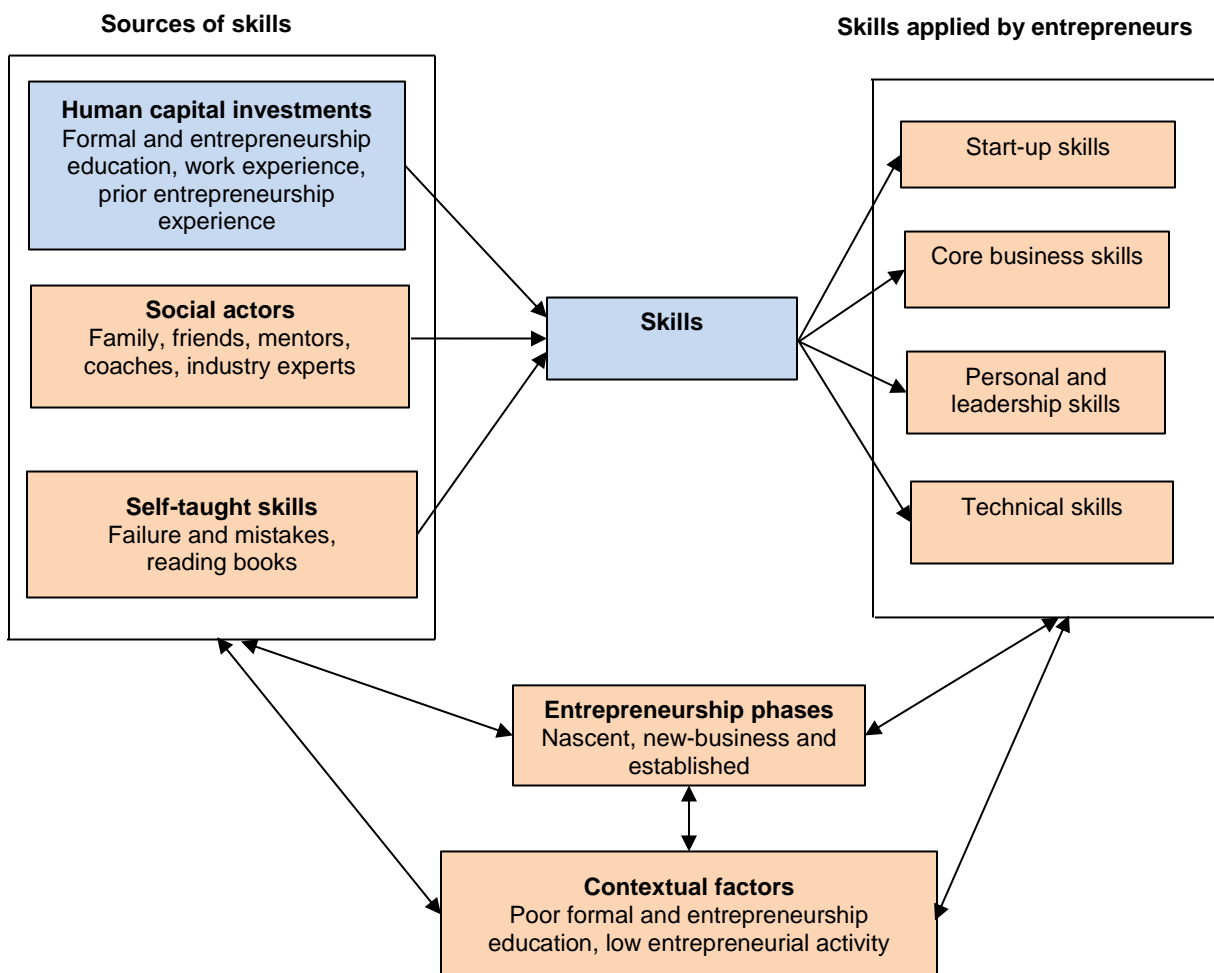 Sources of skills
Skills applied by entrepreneurs
Human capital investments
Formal and entrepreneurship
education, work experience,
prior entrepreneurship
experience
Social actors
Family, friends, mentors,
coaches, industry experts
Self-taught skills
Failure and mistakes,
reading books
Skills
Start-up skills
Core business skills
Personal and
leadership skills
Technical skills
Entrepreneurship phases
Nascent, new-business and
established
Contextual factors
Poor formal and entrepreneurship
education, low entrepreneurial activity